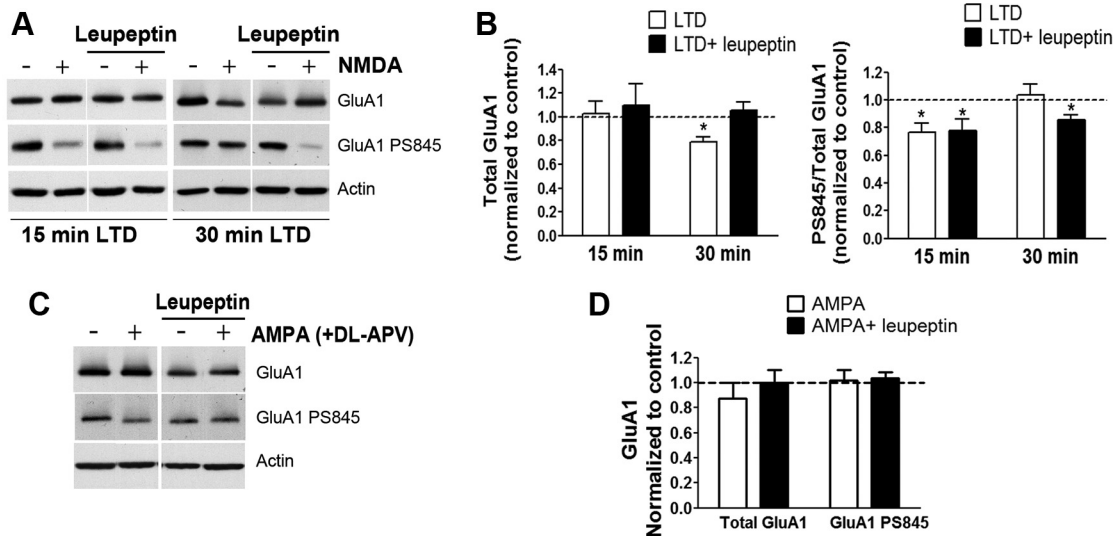 A
Leupeptin
Leupeptin
- + - + - + - + NMDA
GluA1
GluA1 PS845
Actin
15 min LTD
30 min LTD
B
LTD
LTD+ leupeptin
Total GluA1
(normalized to control)
1.4
1.2
1.0
0.8
0.6
0.4
0.2
0.0
*
15 min
30 min
LTD
LTD+ leupeptin
PS845/Total GluA1
(normalized to control)
1.2
1.0
0.8
0.6
0.4
0.2
0.0
* * *
15 min
30 min
C
Leupeptin
- + - + AMPA (+DL-APV)
GluA1
GluA1 PS845
Actin
D
AMPA
AMPA+ leupeptin
GluA1
Normalized to control
1.2
1.0
0.8
0.6
0.4
0.2
0.0
Total GluA1
GluA1 PS845